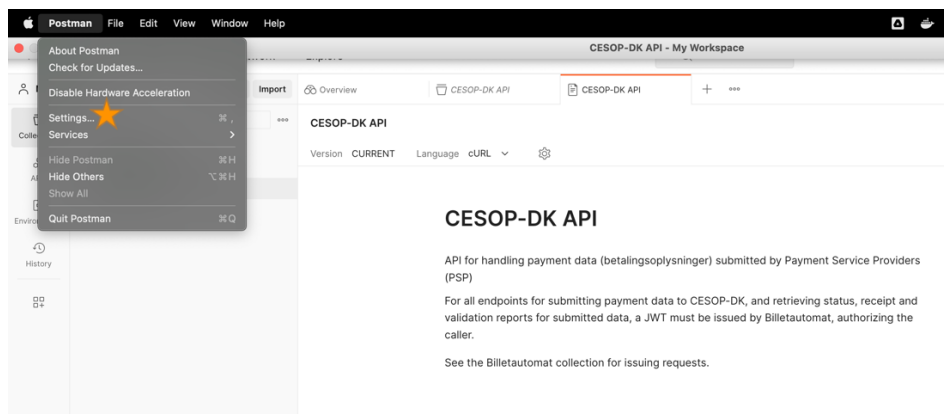 Postman File Edit View Window Help
CESOP-DK API - My Workspace
About Postman
Check for Updates...
Disable Hardware Acceleration
Settings... ⌘ ,
Services
Hide Postman ⌘ H
Hide Others ⌥ ⌘ H
Show All
Quit Postman ⌘ Q
Import
History
Overview CESOP-DK API CESOP-DK API
CESOP-DK API
Version CURRENT Language cURL
CESOP-DK API
API for handling payment data (betalingsoplysninger) submitted by Payment Service Providers
(PSP)
For all endpoints for submitting payment data to CESOP-DK, and retrieving status, receipt and
validation reports for submitted data, a JWT must be issued by Billetautomat, authorizing the
caller.
See the Billetautomat collection for issuing requests.